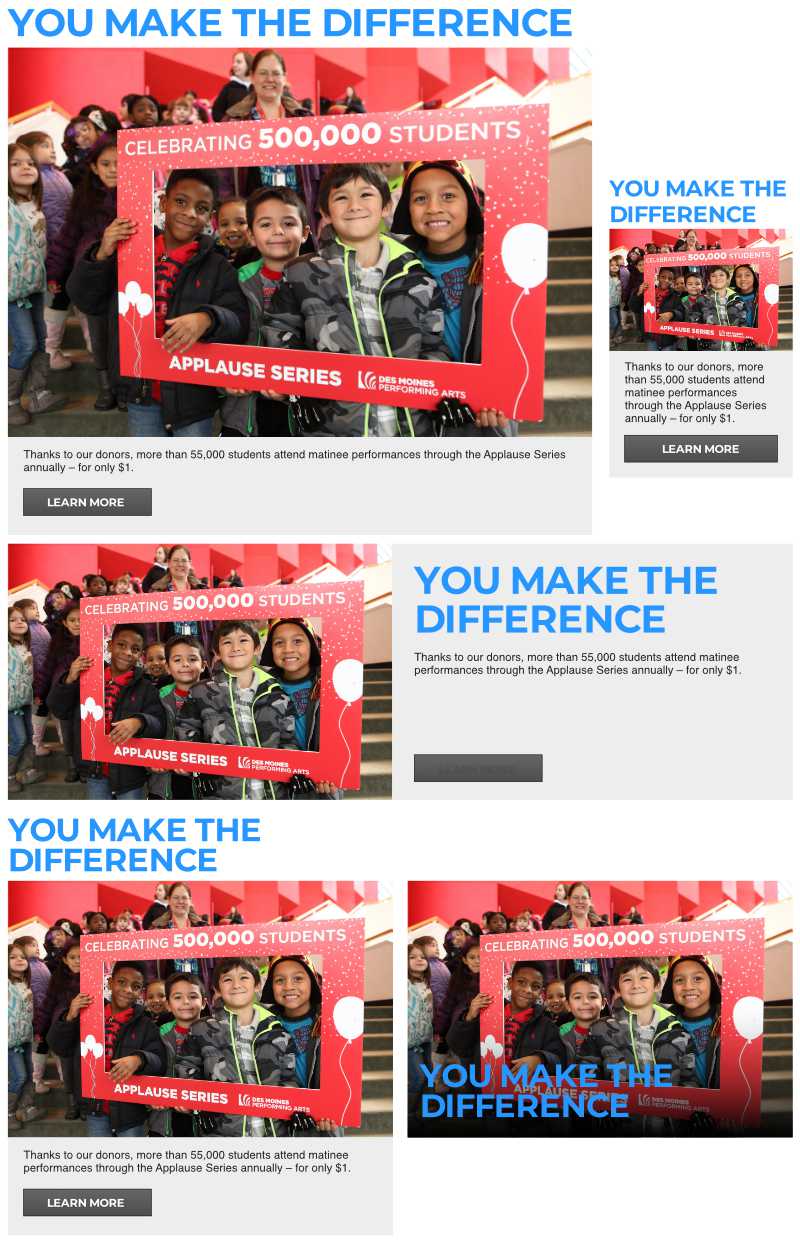 YOU MAKE THE DIFFERENCE
CELEBRATING 500,000 STUDENTS
APPLAUSE SERIES
DES MOINES
PERFORMING ARTS
Thanks to our donors, more than 55,000 students attend matinee performances through the Applause Series
annually – for only $1.
LEARN MORE
YOU MAKE THE
DIFFERENCE
CELEBRATING 500,000 STUDENTS
APPLAUSE SERIES
DES MOINES
PERFORMING ARTS
Thanks to our donors, more
than 55,000 students attend
matinee performances
through the Applause Series
annually – for only $1.
LEARN MORE
CELEBRATING 500,000 STUDENTS
APPLAUSE SERIES
DES MOINES
PERFORMING ARTS
YOU MAKE THE
DIFFERENCE
Thanks to our donors, more than 55,000 students attend matinee
performances through the Applause Series annually – for only $1.
LEARN MORE
YOU MAKE THE
DIFFERENCE
CELEBRATING 500,000 STUDENTS
APPLAUSE SERIES
DES MOINES
PERFORMING ARTS
Thanks to our donors, more than 55,000 students attend matinee
performances through the Applause Series annually – for only $1.
LEARN MORE
CELEBRATING 500,000 STUDENTS
YOU MAKE THE
DIFFERENCE
APPLAUSE SERIES
DES MOINES
PERFORMING ARTS